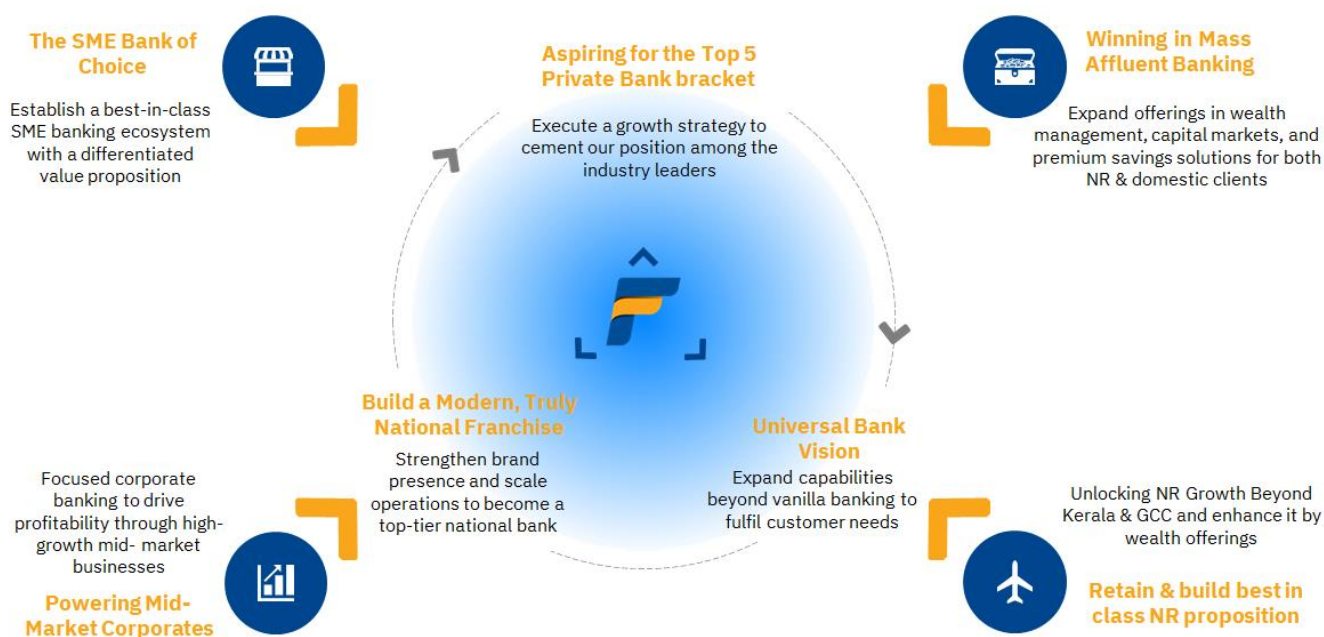 The SME Bank of
Choice
Establish a best-in-class
SME banking ecosystem
with a differentiated
value proposition
Aspiring for the Top 5
Private Bank bracket
Execute a growth strategy to
cement our position among the
industry leaders
Winning in Mass
Affluent Banking
Expand offerings in wealth
management, capital markets, and
premium savings solutions for both
NR & domestic clients
Build a Modern, Truly
National Franchise
Strengthen brand
presence and scale
operations to become a
top-tier national bank
Universal Bank
Vision
Expand capabilities
beyond vanilla banking to
fulfil customer needs
Focused corporate
banking to drive
profitability through high-
growth mid- market
businesses
Powering Mid-
Market Corporates
Unlocking NR Growth Beyond
Kerala & GCC and enhance it by
wealth offerings
Retain & build best in
class NR proposition